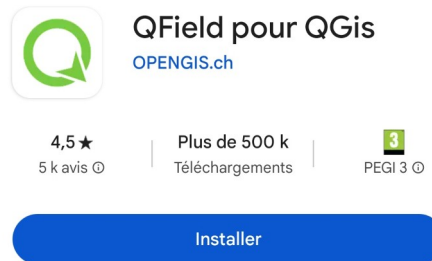 QField pour QGis
OPENGIS.ch
4,5★ Plus de 500 k 3
5 k avis ⓘ Téléchargements PEGI 3 ⓘ
Installer